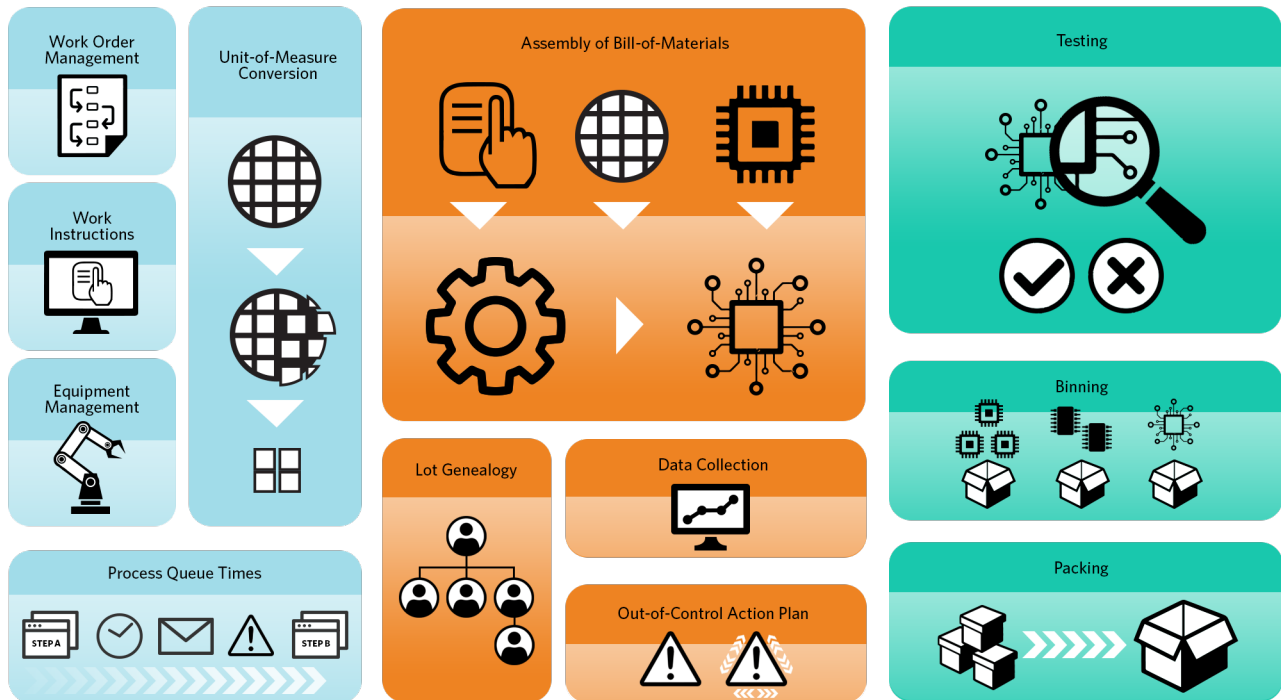 Work Order
Management
Unit-of-Measure
Conversion
Work
Instructions
Equipment
Management
Process Queue Times
STEP A
STEP B
Assembly of Bill-of-Materials
Lot Genealogy
Data Collection
Out-of-Control Action Plan
Testing
Binning
Packing